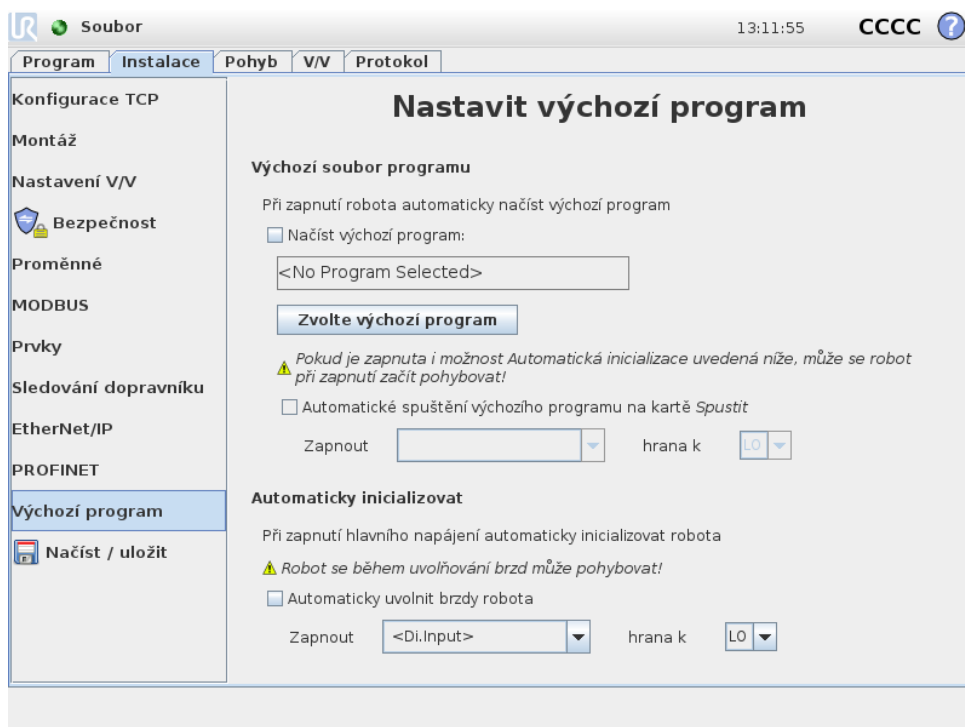 UR Soubor 13:11:55 CCCC ?
Program Instalace Pohyb V/V Protokol
Konfigurace TCP
Montáž
Nastavení V/V
Bezpečnost
Proměnné
MODBUS
Prvky
Sledování dopravníku
EtherNet/IP
PROFINET
Výchozí program
Načíst / uložit
Nastavit výchozí program
Výchozí soubor programu
Při zapnutí robota automaticky načíst výchozí program
Načíst výchozí program:
<No Program Selected>
Zvolte výchozí program
Pokud je zapnuta i možnost Automatická inicializace uvedená níže, může se robot
při zapnutí začít pohybovat!
Automatické spuštění výchozího programu na kartě Spustit
Zapnout hrana k LO
Automaticky inicializovat
Při zapnutí hlavního napájení automaticky inicializovat robota
Robot se během uvolňování brzd může pohybovat!
Automaticky uvolnit brzdy robota
Zapnout <Di.Input> hrana k LO